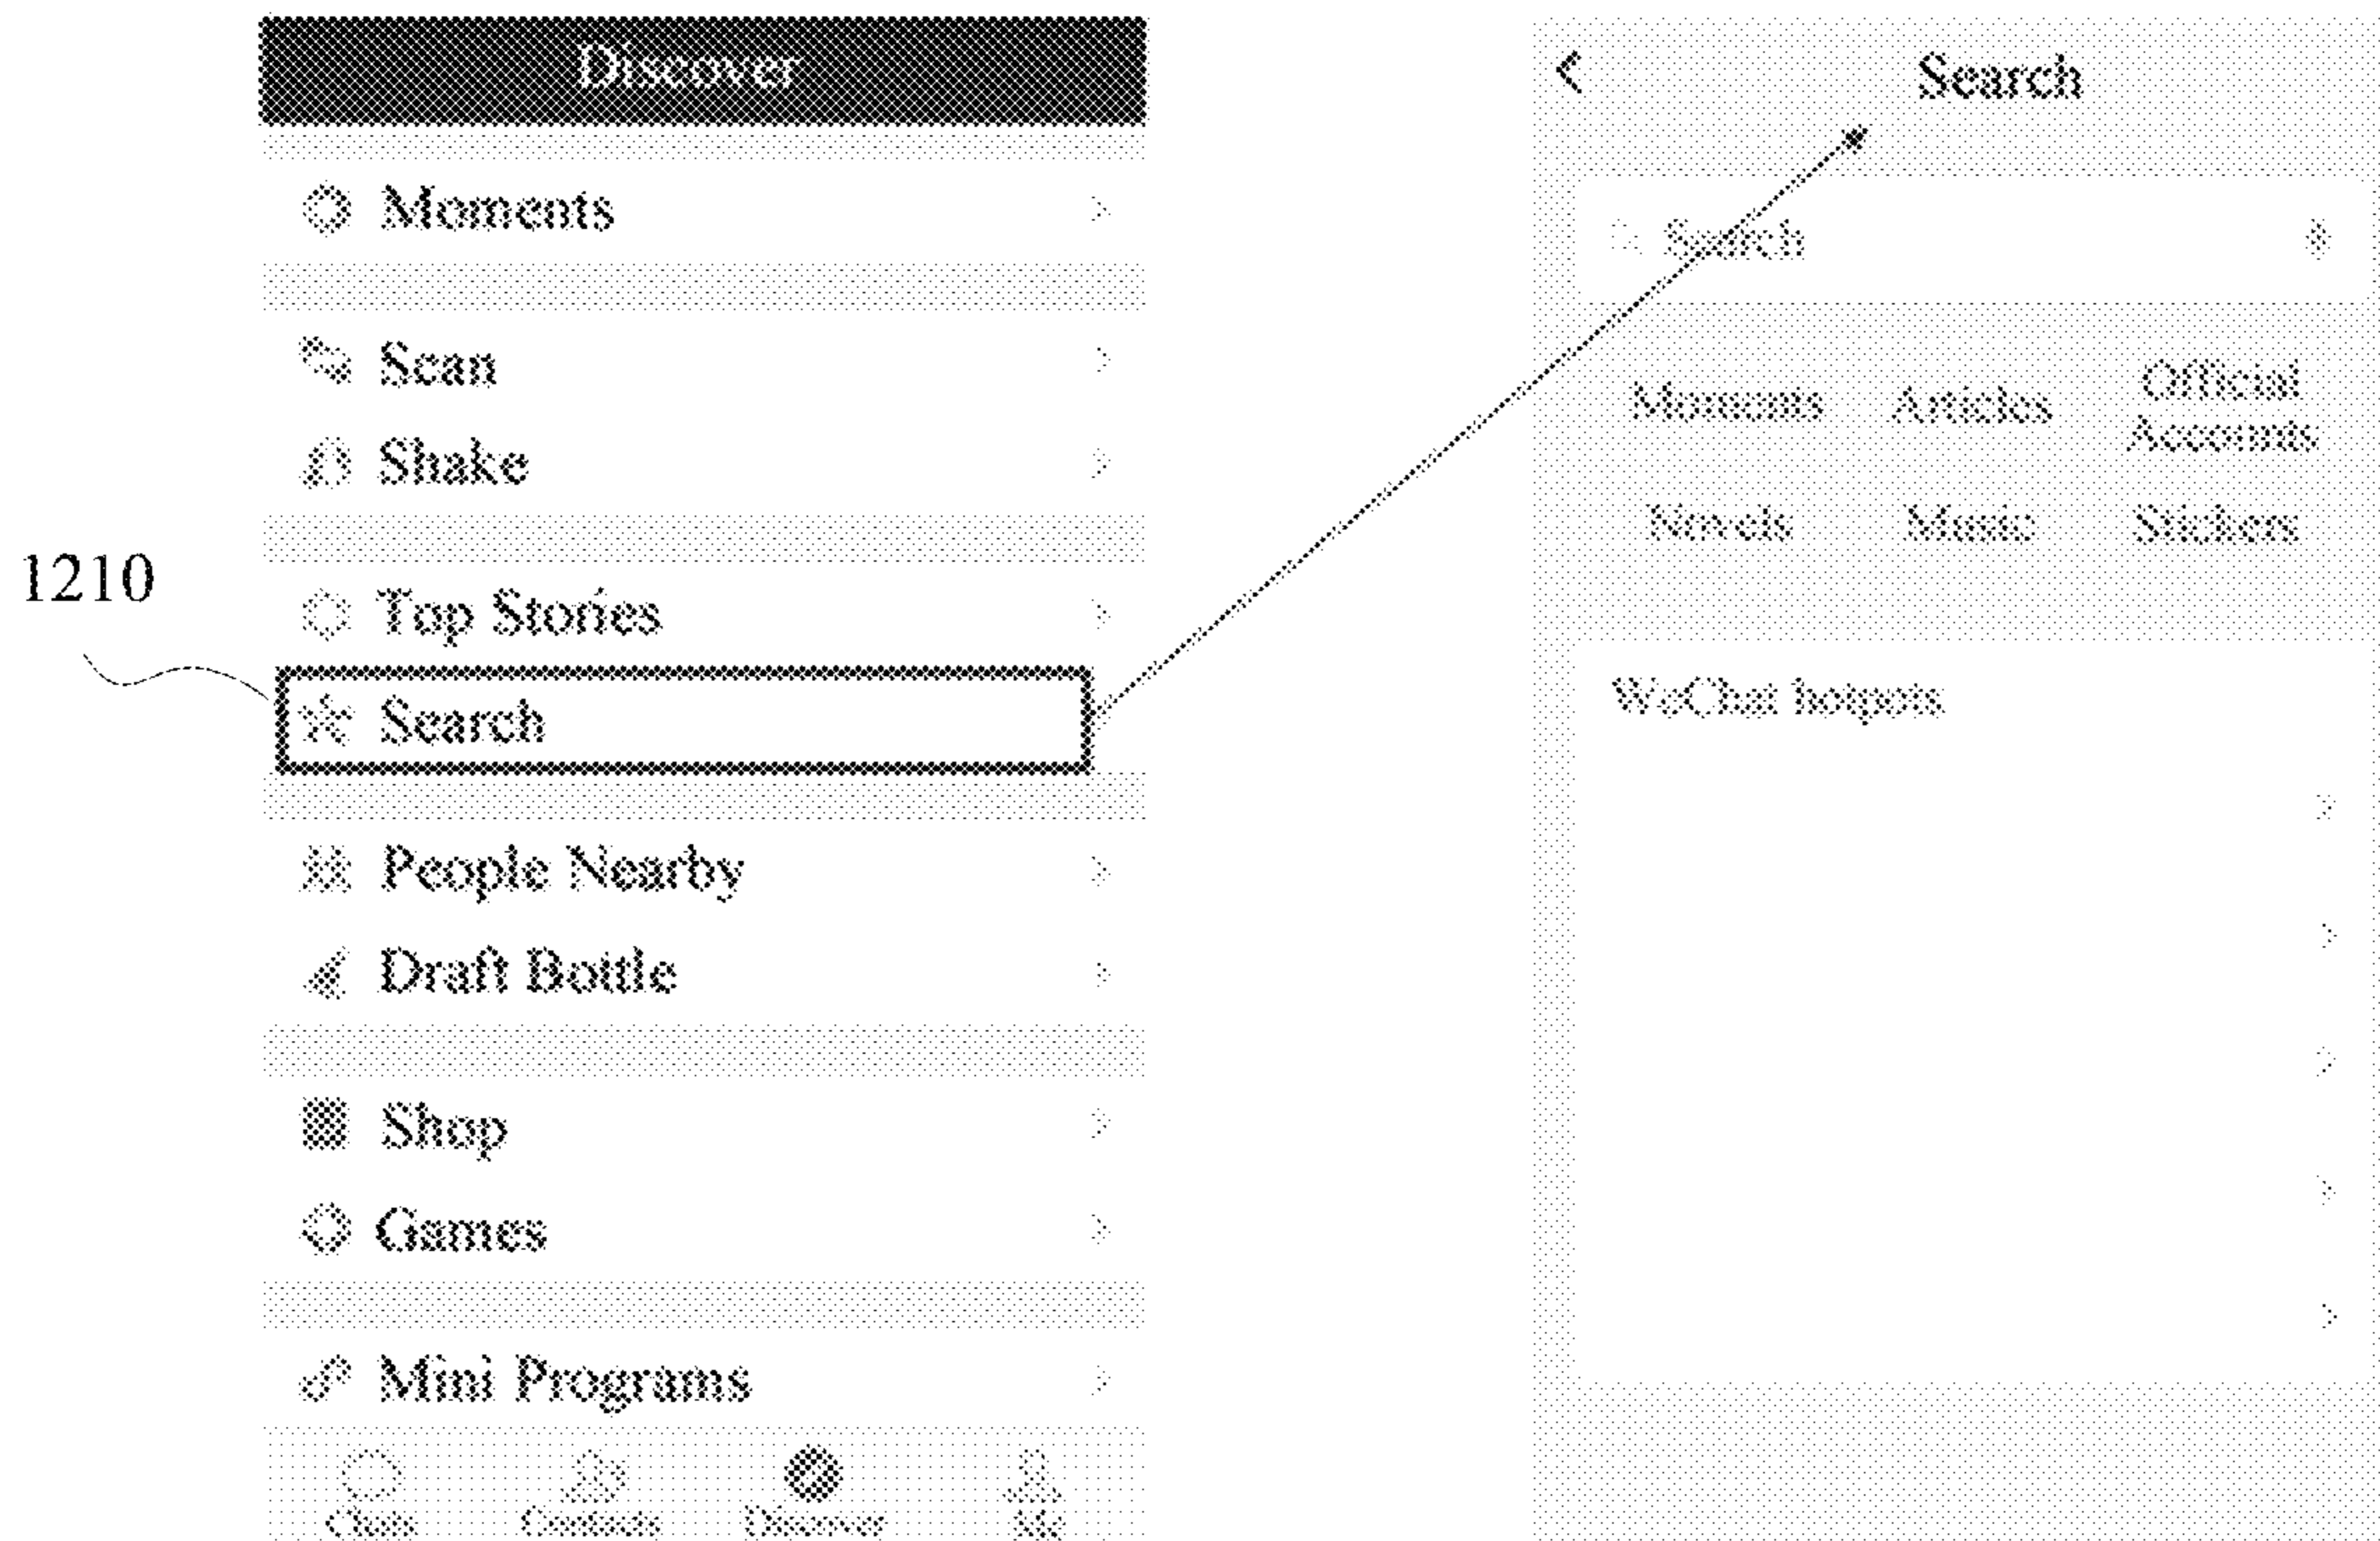 Discover
Moments
Scan
Shake
1210
Top Stories
Search
People Nearby
Draft Bottle
Shop
Games
Mini Programs
Chats Contacts Discover Me
Search
Search
Moments Articles Official Accounts
Novels Music Stickers
WeChat hotpots